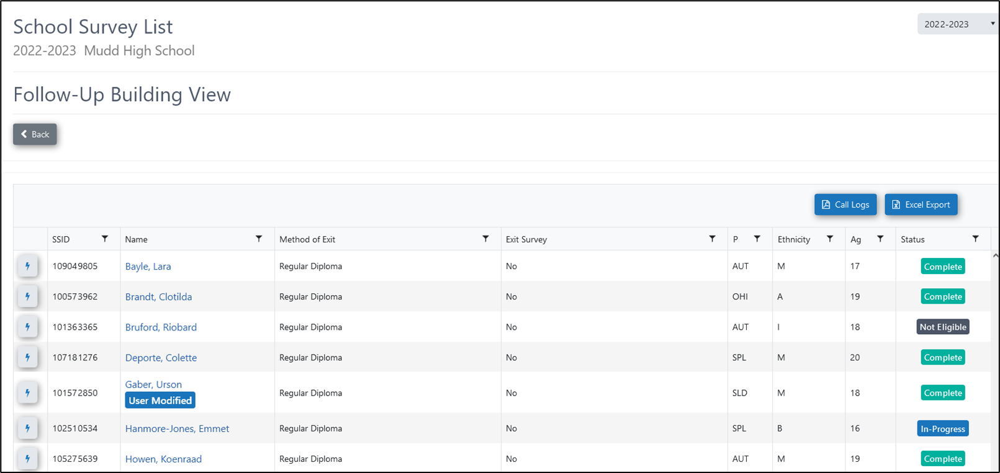 School Survey List
2022-2023
2022-2023 Mudd High School
Follow-Up Building View
Back
Call Logs Excel Export
SSID Name Method of Exit Exit Survey P Ethnicity Ag Status
109049805 Bayle, Lara Regular Diploma No AUT M 17 Complete
100573962 Brandt, Clotilda Regular Diploma No OHI A 19 Complete
101363365 Bruford, Riobard Regular Diploma No AUT I 18 Not Eligible
107181276 Deporte, Colette Regular Diploma No SPL M 20 Complete
Gaber, Urson
101572850 Regular Diploma No SLD M 18 Complete
User Modified
102510534 Hanmore-Jones, Emmet Regular Diploma No SPL B 16 In-Progress
105275639 Howen, Koenraad Regular Diploma No AUT M 19 Complete